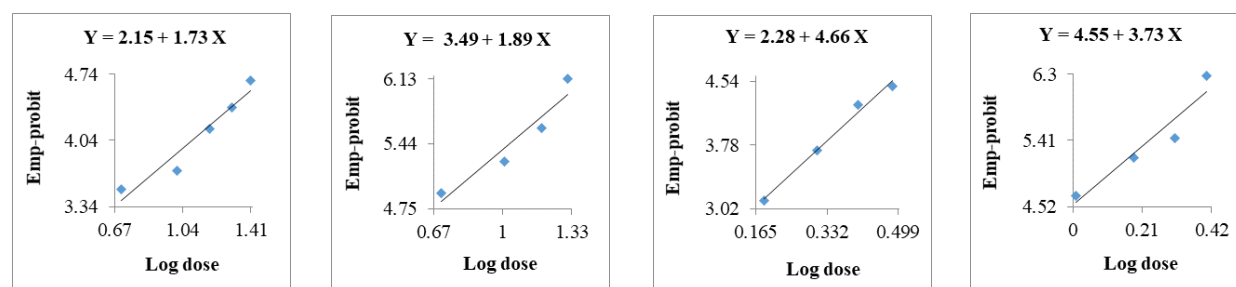 Y = 2.15 + 1.73 X
4.74
4.04
3.34
0.67 1.04 1.41
Emp-probit
Log dose
Y = 3.49 + 1.89 X
6.13
5.44
4.75
0.67 1 1.33
Emp-probit
Log dose
Y = 2.28 + 4.66 X
4.54
3.78
3.02
0.165 0.332 0.499
Emp-probit
Log dose
Y = 4.55 + 3.73 X
6.3
5.41
4.52
0 0.21 0.42
Emp-probit
Log dose